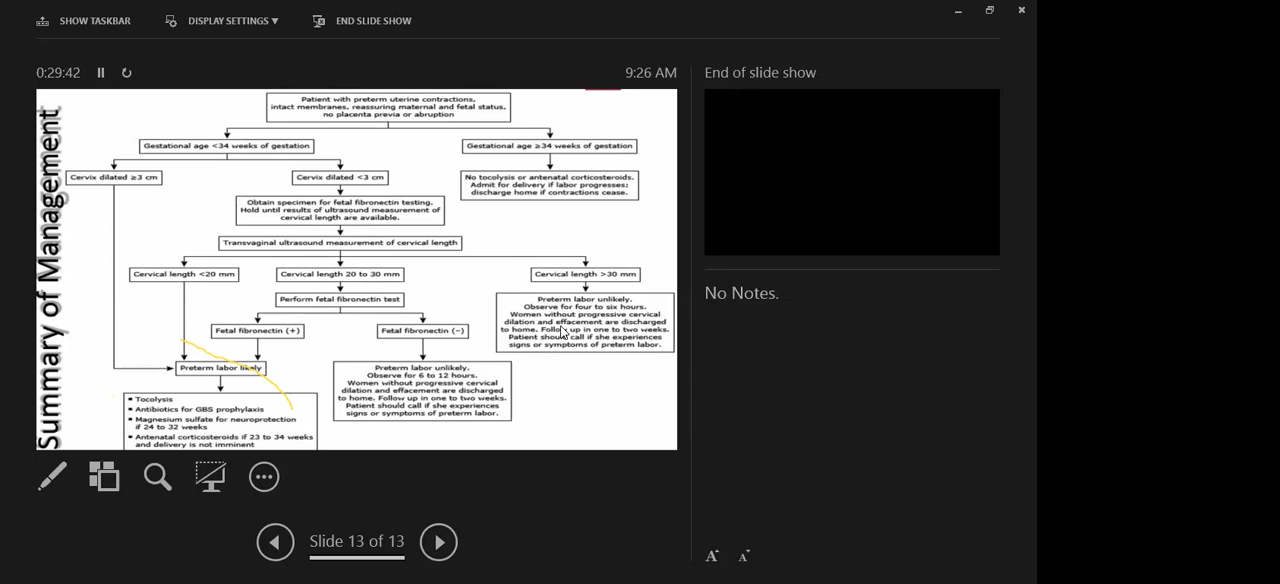 SHOW TASKBAR
DISPLAY SETTINGS ▼
END SLIDE SHOW
0:29:42
9:26 AM
End of slide show
Summary of Management
Patient with preterm uterine contractions,
intact membranes, reassuring maternal and fetal status,
no placenta previa or abruption
Gestational age <34 weeks of gestation
Gestational age ≥34 weeks of gestation
Cervix dilated ≥3 cm
Cervix dilated <3 cm
No tocolysis or antenatal corticosteroids.
Admit for delivery if labor progresses;
discharge home if contractions cease.
Obtain specimen for fetal fibronectin testing.
Hold until results of ultrasound measurement of
cervical length are available.
Transvaginal ultrasound measurement of cervical length
Cervical length <20 mm
Cervical length 20 to 30 mm
Cervical length >30 mm
Perform fetal fibronectin test
Preterm labor unlikely.
Observe for four to six hours.
Women without progressive cervical
dilation and effacement are discharged
to home. Follow up in one to two weeks.
Patient should call if she experiences
signs or symptoms of preterm labor.
Fetal fibronectin (+)
Fetal fibronectin (−)
Preterm labor likely
Preterm labor unlikely.
Observe for 6 to 12 hours.
Women without progressive cervical
dilation and effacement are discharged
to home. Follow up in one to two weeks.
Patient should call if she experiences
signs or symptoms of preterm labor.
▪ Tocolysis
▪ Antibiotics for GBS prophylaxis
▪ Magnesium sulfate for neuroprotection
if 24 to 32 weeks
▪ Antenatal corticosteroids if 23 to 34 weeks
and delivery is not imminent
No Notes.
Slide 13 of 13
A A